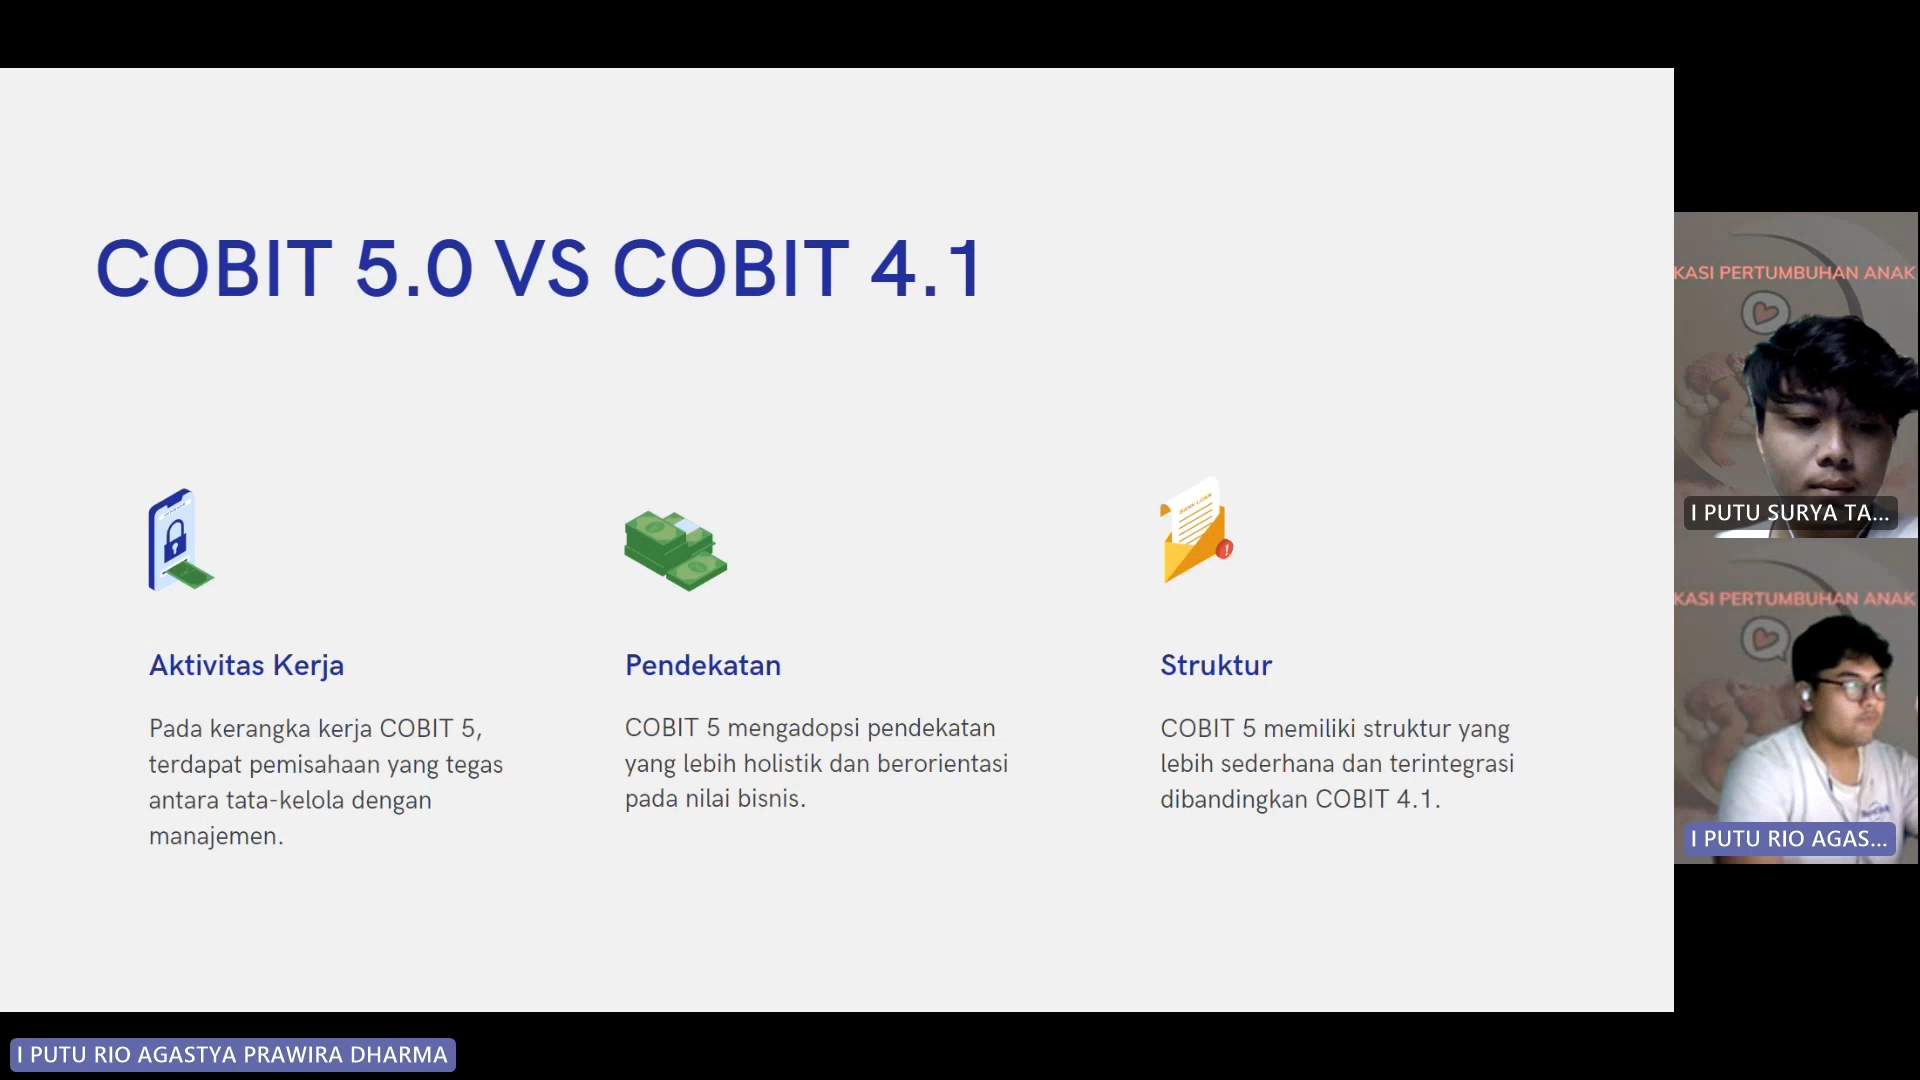 COBIT 5.0 VS COBIT 4.1
BANK LOAN
!
Aktivitas Kerja
Pada kerangka kerja COBIT 5,
terdapat pemisahaan yang tegas
antara tata-kelola dengan
manajemen.
Pendekatan
COBIT 5 mengadopsi pendekatan
yang lebih holistik dan berorientasi
pada nilai bisnis.
Struktur
COBIT 5 memiliki struktur yang
lebih sederhana dan terintegrasi
dibandingkan COBIT 4.1.
KASI PERTUMBUHAN ANAK
I PUTU SURYA TA...
KASI PERTUMBUHAN ANAK
I PUTU RIO AGAS...
I PUTU RIO AGASTYA PRAWIRA DHARMA